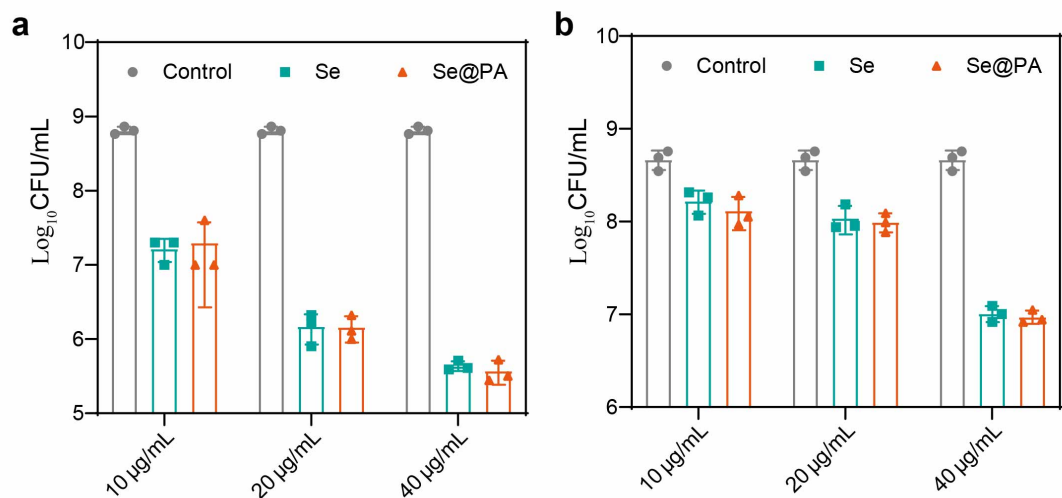 a
10
Control Se Se@PA
9
8
7
6
5
Log₁₀CFU/mL
10 μg/mL
20 μg/mL
40 μg/mL
b
10
Control Se Se@PA
9
8
7
6
Log₁₀CFU/mL
10 μg/mL
20 μg/mL
40 μg/mL